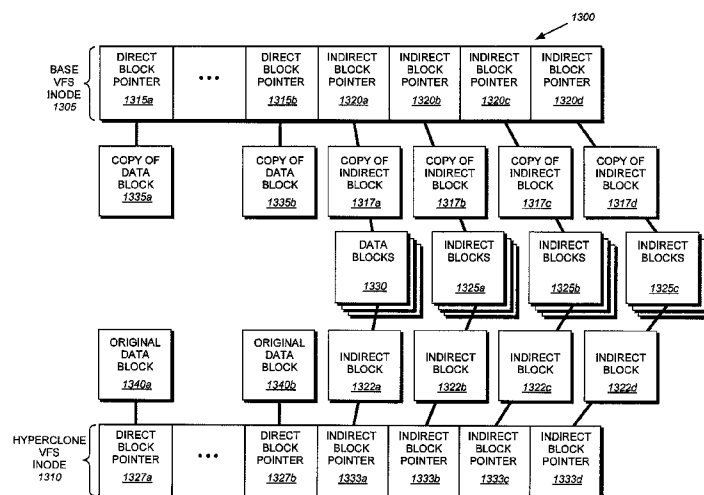 1300
BASE
VFS
INODE
1305
DIRECT
BLOCK
POINTER
1315a
•••
DIRECT
BLOCK
POINTER
1315b
INDIRECT
BLOCK
POINTER
1320a
INDIRECT
BLOCK
POINTER
1320b
INDIRECT
BLOCK
POINTER
1320c
INDIRECT
BLOCK
POINTER
1320d
COPY OF
DATA
BLOCK
1335a
COPY OF
DATA
BLOCK
1335b
COPY OF
INDIRECT
BLOCK
1317a
COPY OF
INDIRECT
BLOCK
1317b
COPY OF
INDIRECT
BLOCK
1317c
COPY OF
INDIRECT
BLOCK
1317d
DATA
BLOCKS
1330
INDIRECT
BLOCKS
1325a
INDIRECT
BLOCKS
1325b
INDIRECT
BLOCKS
1325c
ORIGINAL
DATA
BLOCK
1340a
ORIGINAL
DATA
BLOCK
1340b
INDIRECT
BLOCK
1322a
INDIRECT
BLOCK
1322b
INDIRECT
BLOCK
1322c
INDIRECT
BLOCK
1322d
HYPERCLONE
VFS
INODE
1310
DIRECT
BLOCK
POINTER
1327a
•••
DIRECT
BLOCK
POINTER
1327b
INDIRECT
BLOCK
POINTER
1333a
INDIRECT
BLOCK
POINTER
1333b
INDIRECT
BLOCK
POINTER
1333c
INDIRECT
BLOCK
POINTER
1333d